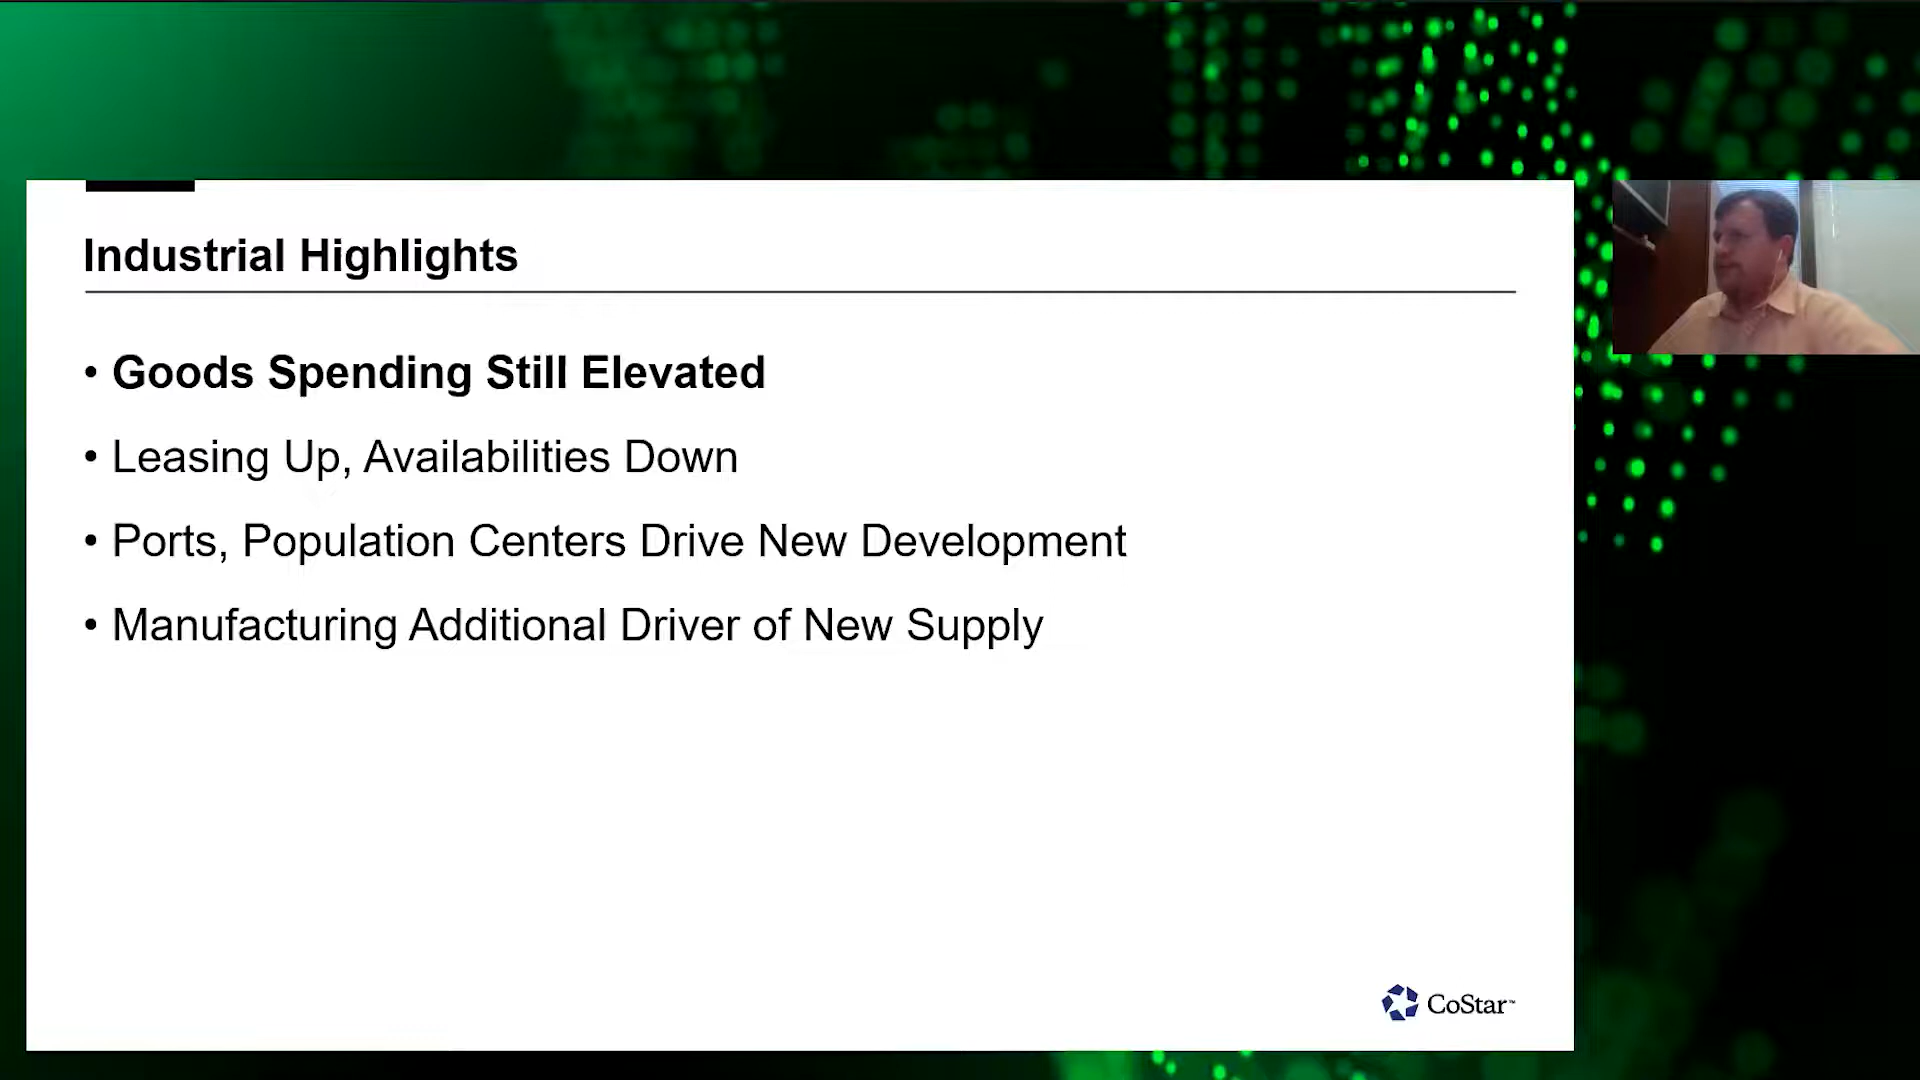 Industrial Highlights
• Goods Spending Still Elevated
• Leasing Up, Availabilities Down
• Ports, Population Centers Drive New Development
• Manufacturing Additional Driver of New Supply
CoStar™